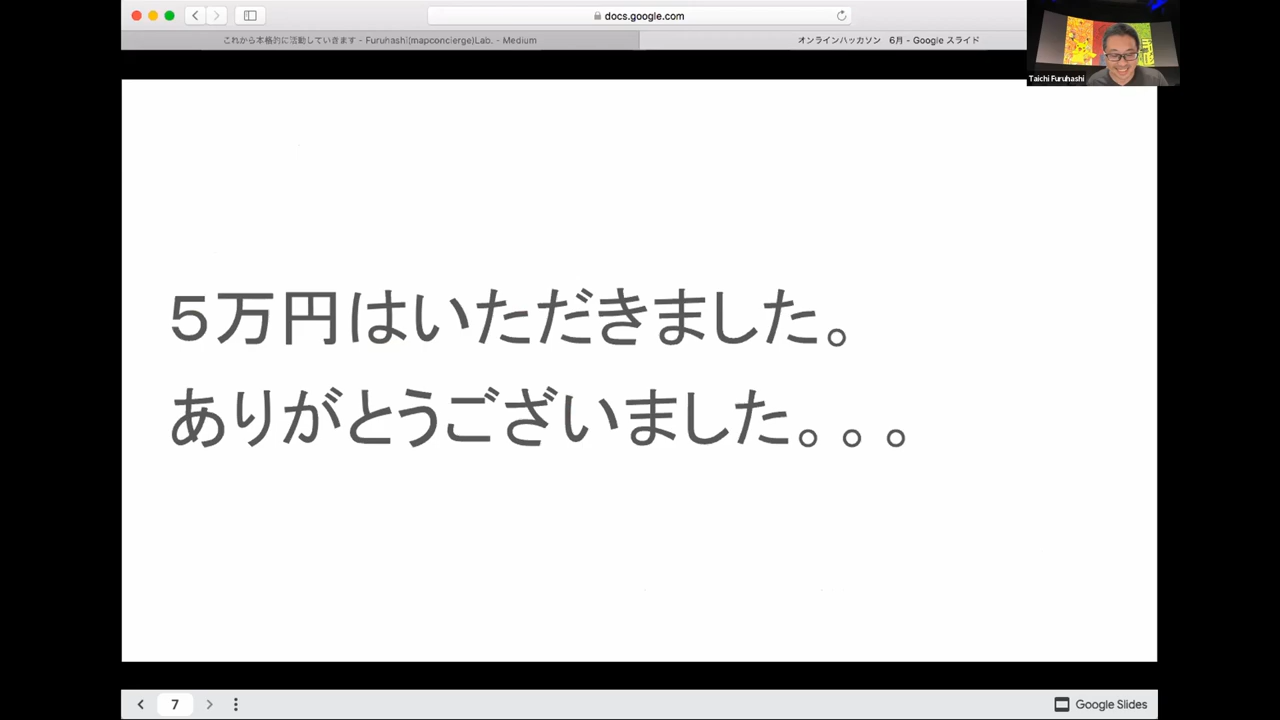 docs.google.com
これから本格的に活動していきます - Furuhashi(mapconcierge)Lab. - Medium
オンラインハッカソン 6月 - Google スライド
Taichi Furuhashi
５万円はいただきました。
ありがとうございました。。。
7
Google Slides